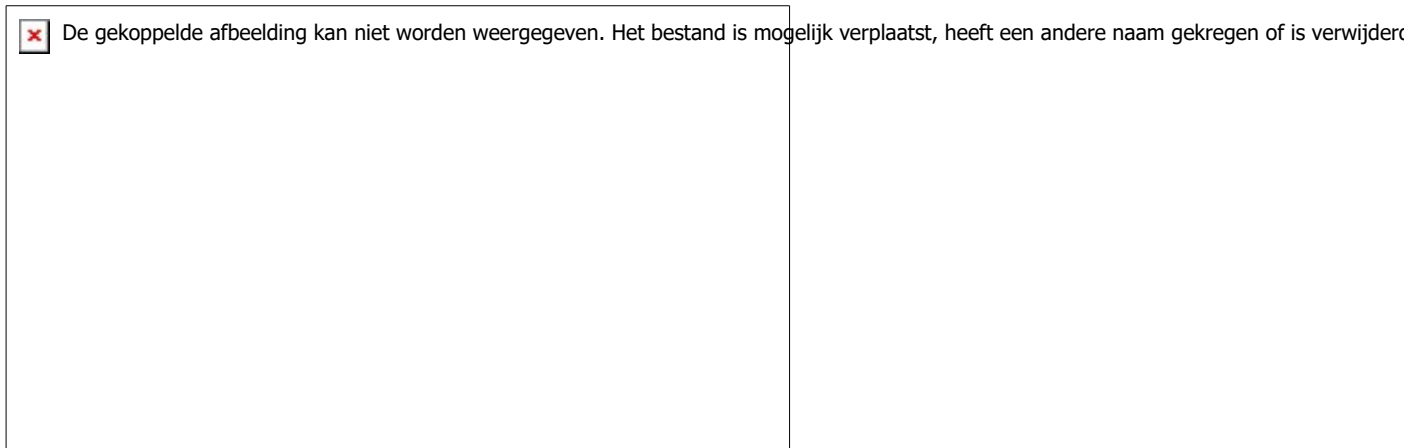 De gekoppelde afbeelding kan niet worden weergegeven. Het bestand is mogelijk verplaatst, heeft een andere naam gekregen of is verwijderd